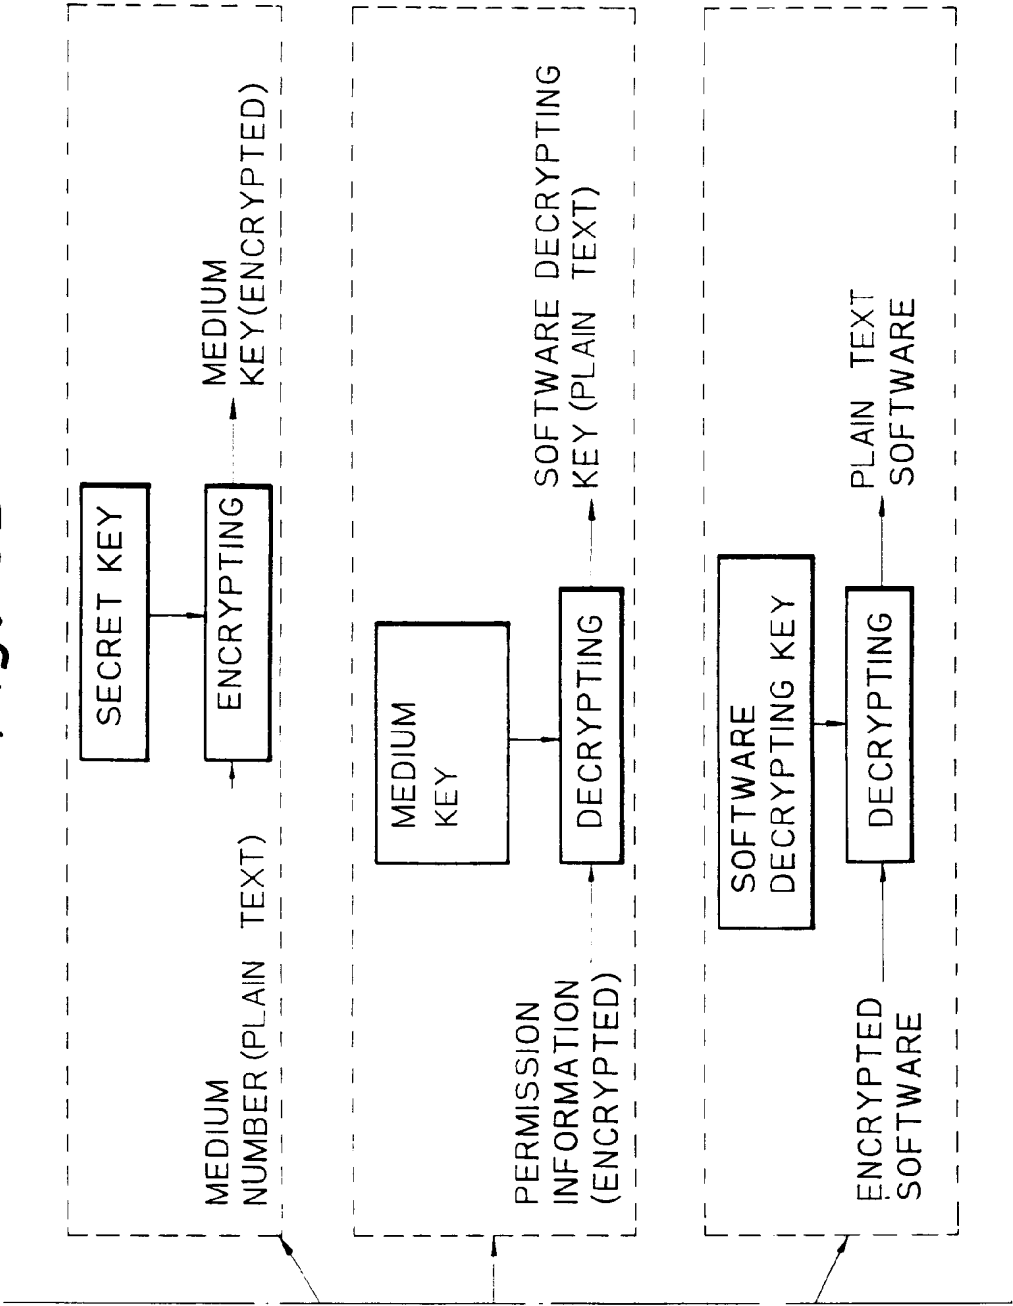 SECRET KEY
MEDIUM
NUMBER (PLAIN TEXT)
ENCRYPTING
MEDIUM
KEY (ENCRYPTED)
MEDIUM
KEY
PERMISSION
INFORMATION
(ENCRYPTED)
DECRYPTING
SOFTWARE DECRYPTING
KEY (PLAIN TEXT)
SOFTWARE
DECRYPTING KEY
ENCRYPTED
SOFTWARE
DECRYPTING
PLAIN TEXT
SOFTWARE